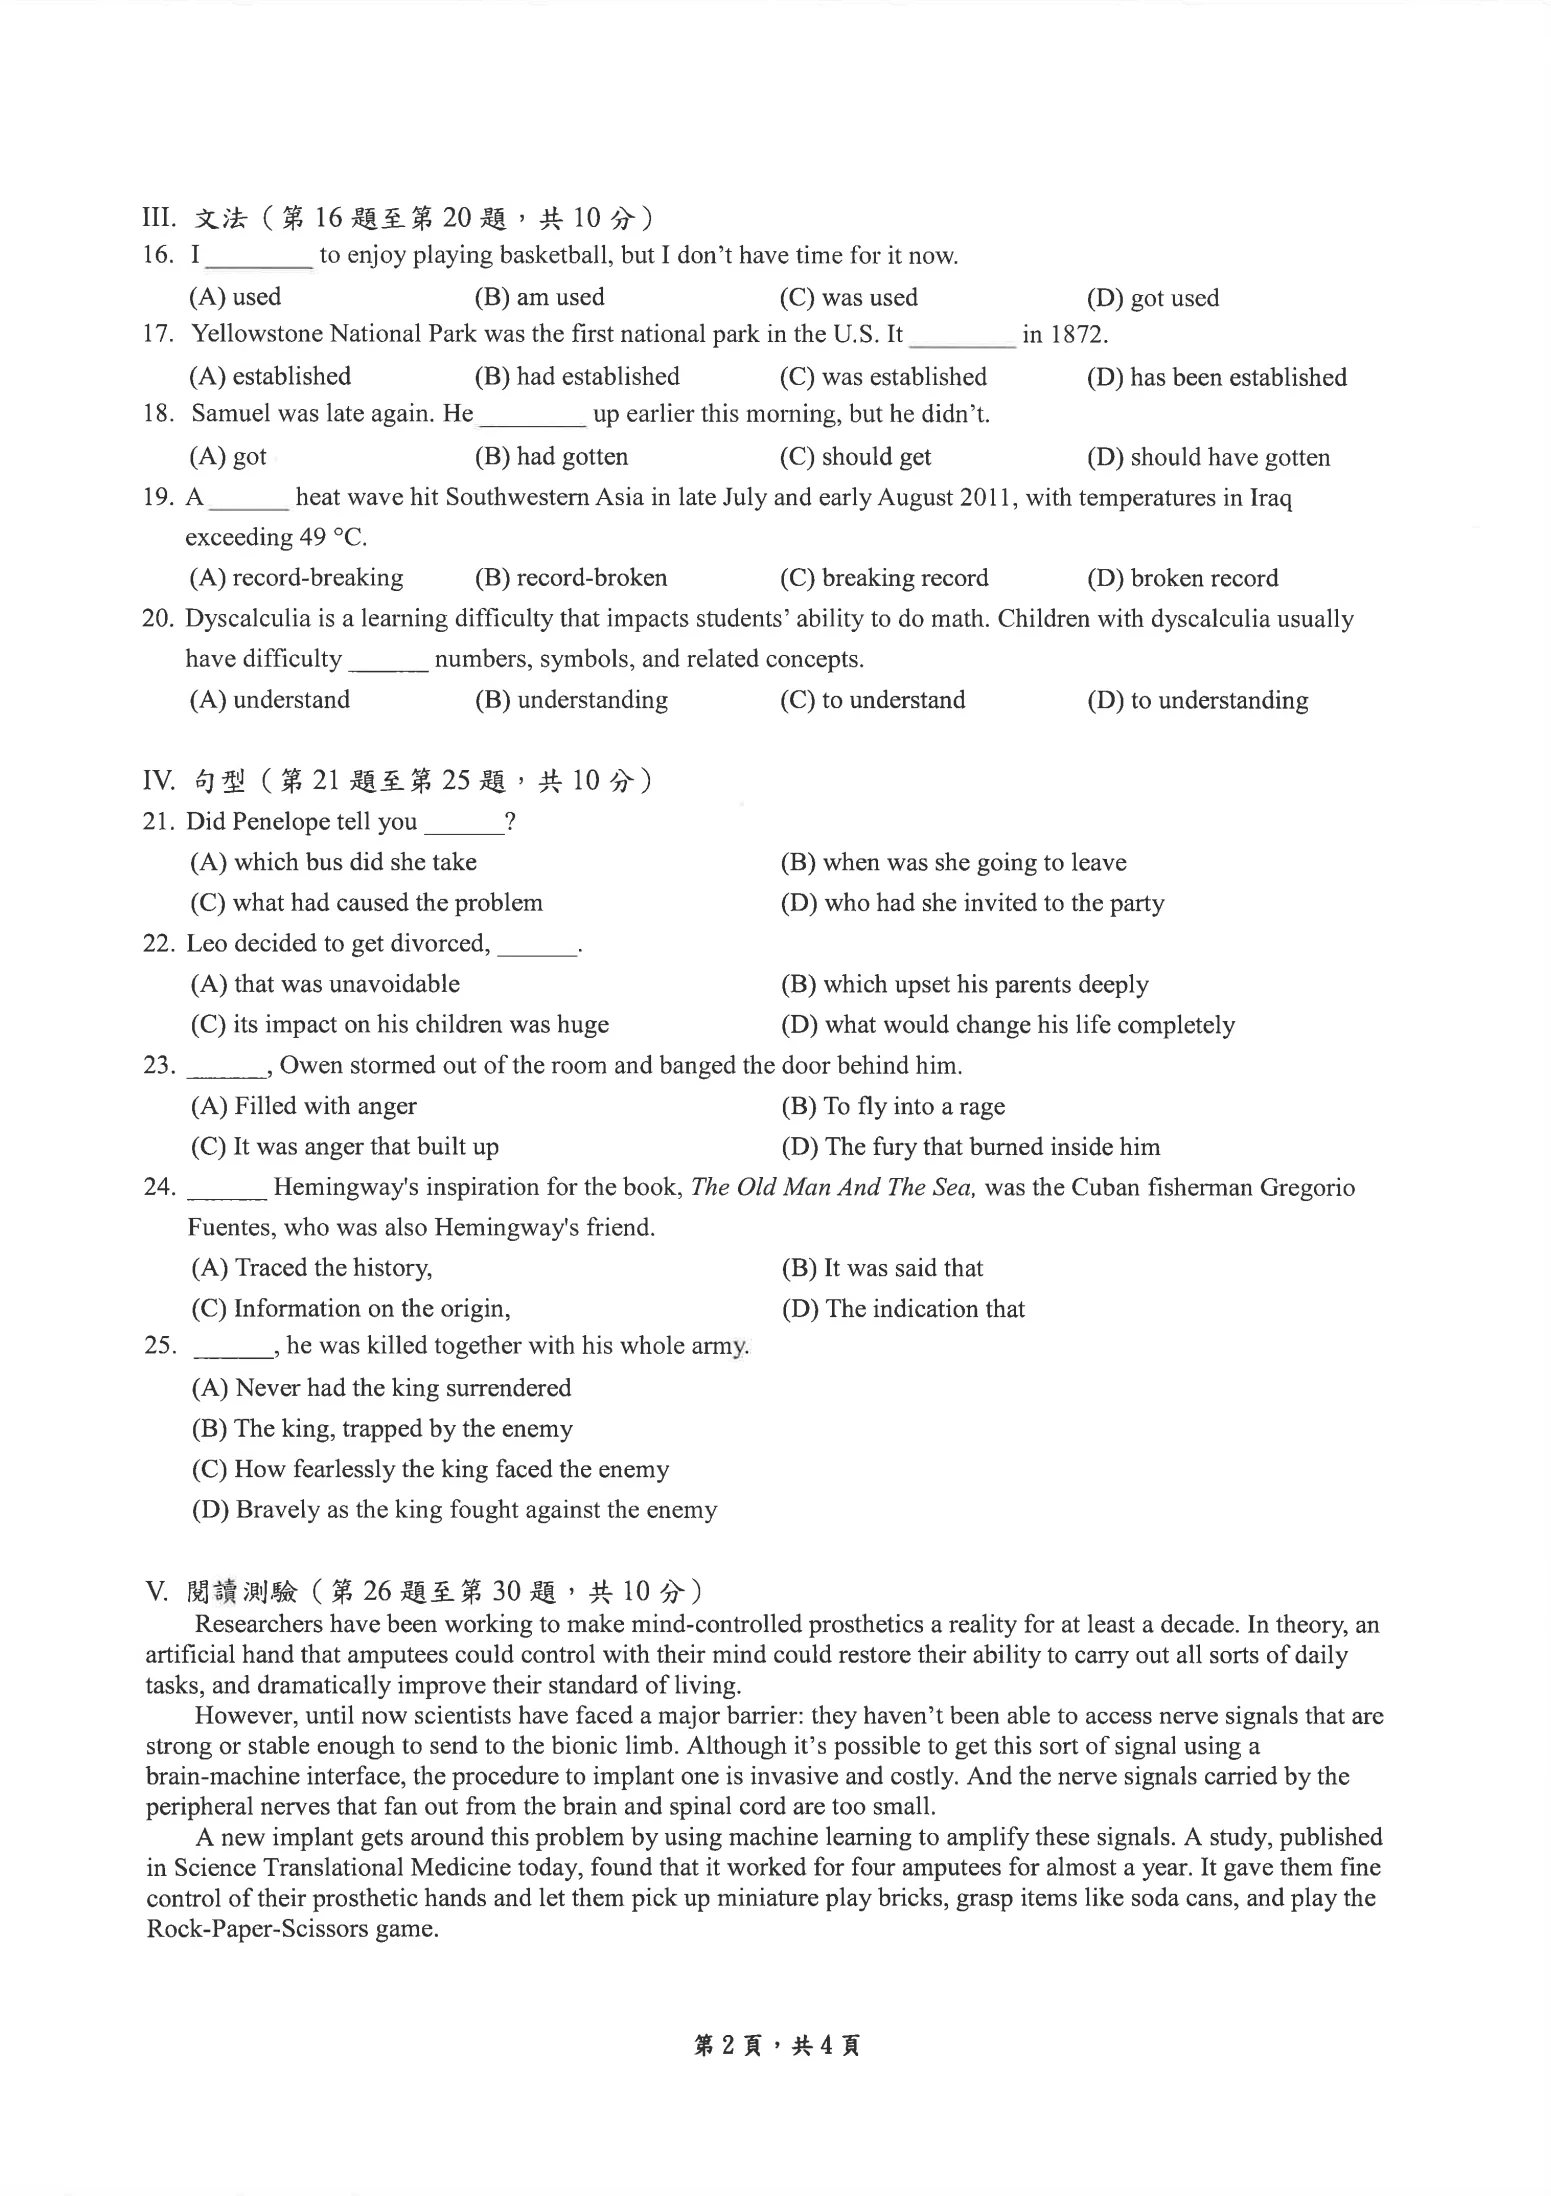 III. 文法（第 16 題至第 20 題，共 10 分）
16. I ________ to enjoy playing basketball, but I don't have time for it now.
(A) used (B) am used (C) was used (D) got used
17. Yellowstone National Park was the first national park in the U.S. It ________ in 1872.
(A) established (B) had established (C) was established (D) has been established
18. Samuel was late again. He ________ up earlier this morning, but he didn't.
(A) got (B) had gotten (C) should get (D) should have gotten
19. A ______ heat wave hit Southwestern Asia in late July and early August 2011, with temperatures in Iraq
exceeding 49 °C.
(A) record-breaking (B) record-broken (C) breaking record (D) broken record
20. Dyscalculia is a learning difficulty that impacts students' ability to do math. Children with dyscalculia usually
have difficulty ______ numbers, symbols, and related concepts.
(A) understand (B) understanding (C) to understand (D) to understanding
IV. 句型（第 21 題至第 25 題，共 10 分）
21. Did Penelope tell you ______?
(A) which bus did she take (B) when was she going to leave
(C) what had caused the problem (D) who had she invited to the party
22. Leo decided to get divorced, ______.
(A) that was unavoidable (B) which upset his parents deeply
(C) its impact on his children was huge (D) what would change his life completely
23. ______, Owen stormed out of the room and banged the door behind him.
(A) Filled with anger (B) To fly into a rage
(C) It was anger that built up (D) The fury that burned inside him
24. ______ Hemingway's inspiration for the book, The Old Man And The Sea, was the Cuban fisherman Gregorio
Fuentes, who was also Hemingway's friend.
(A) Traced the history, (B) It was said that
(C) Information on the origin, (D) The indication that
25. ______, he was killed together with his whole army.
(A) Never had the king surrendered
(B) The king, trapped by the enemy
(C) How fearlessly the king faced the enemy
(D) Bravely as the king fought against the enemy
V. 閱讀測驗（第 26 題至第 30 題，共 10 分）
Researchers have been working to make mind-controlled prosthetics a reality for at least a decade. In theory, an
artificial hand that amputees could control with their mind could restore their ability to carry out all sorts of daily
tasks, and dramatically improve their standard of living.
However, until now scientists have faced a major barrier: they haven't been able to access nerve signals that are
strong or stable enough to send to the bionic limb. Although it's possible to get this sort of signal using a
brain-machine interface, the procedure to implant one is invasive and costly. And the nerve signals carried by the
peripheral nerves that fan out from the brain and spinal cord are too small.
A new implant gets around this problem by using machine learning to amplify these signals. A study, published
in Science Translational Medicine today, found that it worked for four amputees for almost a year. It gave them fine
control of their prosthetic hands and let them pick up miniature play bricks, grasp items like soda cans, and play the
Rock-Paper-Scissors game.
第 2 頁，共 4 頁